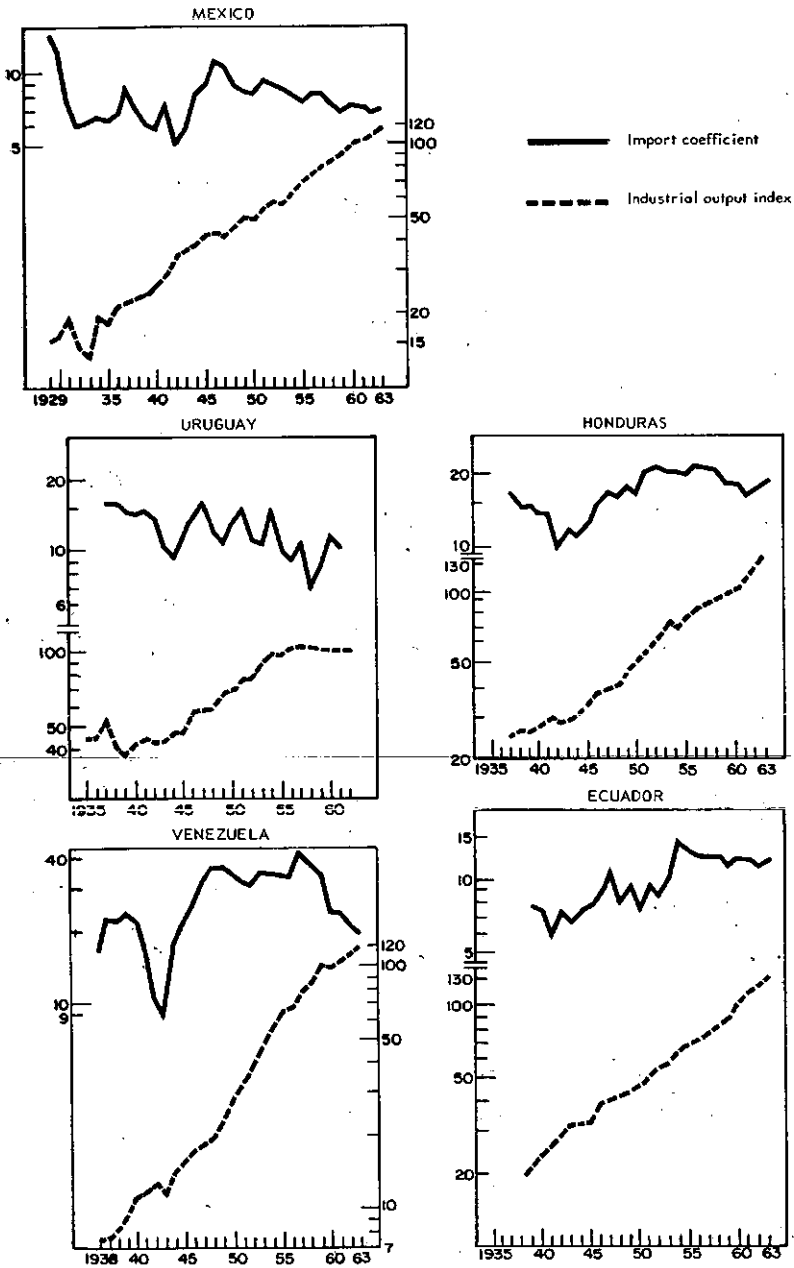 MEXICO
10
5
120
100
50
20
15
1929 35 40 45 50 55 60 63
Import coefficient
Industrial output index
URUGUAY
20
10
6
100
50
40
1935 40 45 50 55 60
HONDURAS
20
10
130
100
50
20
1935 40 45 50 55 60 63
VENEZUELA
40
10
9
120
100
50
10
7
1938 40 45 50 55 60 63
ECUADOR
15
10
5
130
100
50
20
1935 40 45 50 55 60 63